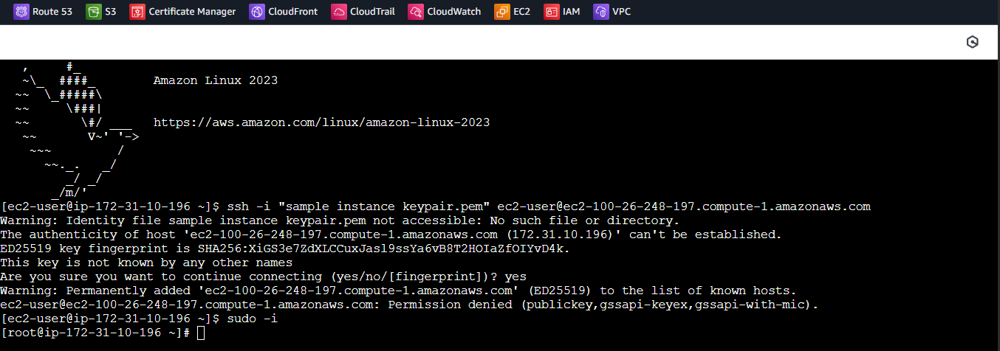 Route 53 S3 Certificate Manager CloudFront CloudTrail CloudWatch EC2 IAM VPC
   ,     #_
   ~\_  ####_        Amazon Linux 2023
  ~~  \_#####\
  ~~     \###|
  ~~       \#/ ___   https://aws.amazon.com/linux/amazon-linux-2023
   ~~       V~' '->
    ~~~         /
      ~~._.   _/
         _/ _/
       _/m/'
[ec2-user@ip-172-31-10-196 ~]$ ssh -i "sample instance keypair.pem" ec2-user@ec2-100-26-248-197.compute-1.amazonaws.com
Warning: Identity file sample instance keypair.pem not accessible: No such file or directory.
The authenticity of host 'ec2-100-26-248-197.compute-1.amazonaws.com (172.31.10.196)' can't be established.
ED25519 key fingerprint is SHA256:XiGS3e7ZdXLCCuxJasl9ssYa6vB8T2HOIaZfOIYvD4k.
This key is not known by any other names
Are you sure you want to continue connecting (yes/no/[fingerprint])? yes
Warning: Permanently added 'ec2-100-26-248-197.compute-1.amazonaws.com' (ED25519) to the list of known hosts.
ec2-user@ec2-100-26-248-197.compute-1.amazonaws.com: Permission denied (publickey,gssapi-keyex,gssapi-with-mic).
[ec2-user@ip-172-31-10-196 ~]$ sudo -i
[root@ip-172-31-10-196 ~]#